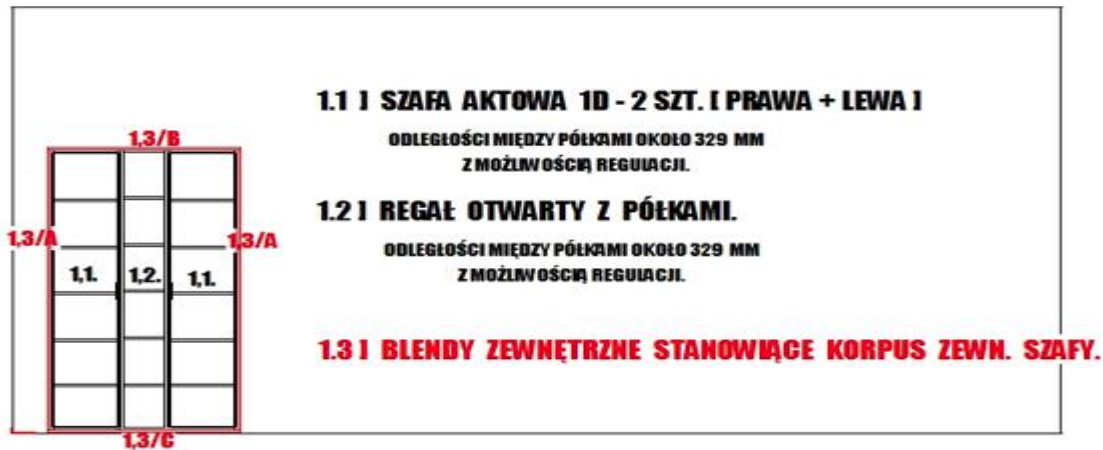 1.1 ] SZAFA AKTOWA 1D - 2 SZT. [ PRAWA + LEWA ]
ODLEGŁOŚCI MIĘDZY PÓŁKAMI OKOŁO 329 MM
Z MOŻLIWOŚCIĄ REGULACJI.
1.2 ] REGAŁ OTWARTY Z PÓŁKAMI.
ODLEGŁOŚCI MIĘDZY PÓŁKAMI OKOŁO 329 MM
Z MOŻLIWOŚCIĄ REGULACJI.
1.3 ] BLENDY ZEWNĘTRZNE STANOWIĄCE KORPUS ZEWN. SZAFY.
1,3/B
1,3/A
1,3/A
1,1.
1,2.
1,1.
1,3/C